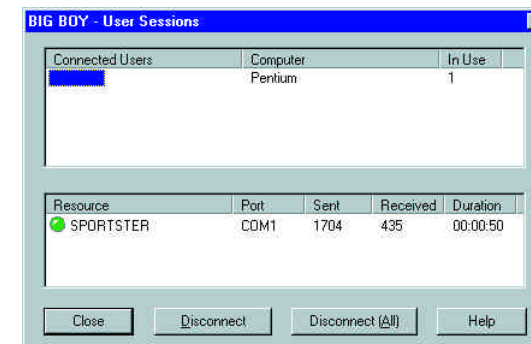 BIG BOY - User Sessions
Connected Users Computer In Use
Pentium 1
Resource Port Sent Received Duration
SPORTSTER COM1 1704 435 00:00:50
Close Disconnect Disconnect (All) Help